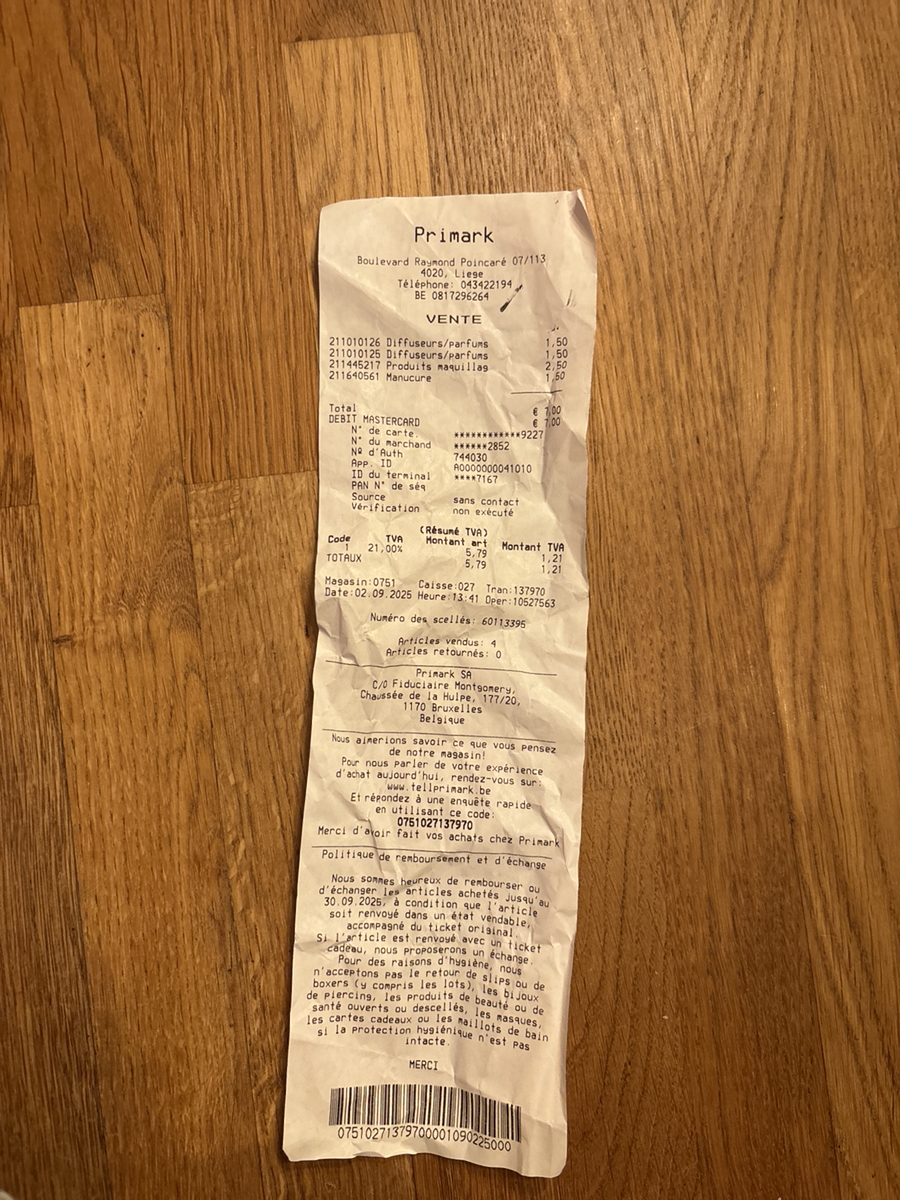 Primark
Boulevard Raymond Poincaré 07/113
4020, Liege
Téléphone: 043422194
BE 0817296264
VENTE
211010126 Diffuseurs/parfums 1,50
211010125 Diffuseurs/parfums 1,50
211445217 Produits maquillag 2,50
211640561 Manucure 1,50
Total € 7,00
DEBIT MASTERCARD € 7,00
N° de carte. ************9227
N° du marchand ******2852
Nº d'Auth 744030
App. ID A0000000041010
ID du terminal ****7167
PAN N° de séq
Source sans contact
Vérification non exécuté
(Résumé TVA)
Code TVA Montant art Montant TVA
1 21,00% 5,79 1,21
TOTAUX 5,79 1,21
Magasin:0751 Caisse:027 Tran:137970
Date:02.09.2025 Heure:13:41 Oper:10527563
Numéro des scellés: 60113395
Articles vendus: 4
Articles retournés: 0
Primark SA
C/O Fiduciaire Montgomery,
Chaussée de la Hulpe, 177/20,
1170 Bruxelles
Belgique
Nous aimerions savoir ce que vous pensez
de notre magasin!
Pour nous parler de votre expérience
d'achat aujourd'hui, rendez-vous sur:
www.tellprimark.be
Et répondez à une enquête rapide
en utilisant ce code:
0751027137970
Merci d'avoir fait vos achats chez Primark
Politique de remboursement et d'échange
Nous sommes heureux de rembourser ou
d'échanger les articles achetés jusqu'au
30.09.2025, à condition que l'article
soit renvoyé dans un état vendable,
accompagné du ticket original.
Si l'article est renvoyé avec un ticket
cadeau, nous proposerons un échange.
Pour des raisons d'hygiène, nous
n'acceptons pas le retour de slips ou de
boxers (y compris les lots), les bijoux
de piercing, les produits de beauté ou de
santé ouverts ou descellés, les masques,
les cartes cadeaux ou les maillots de bain
si la protection hygiénique n'est pas
intacte.
MERCI
07510271379700001090225000